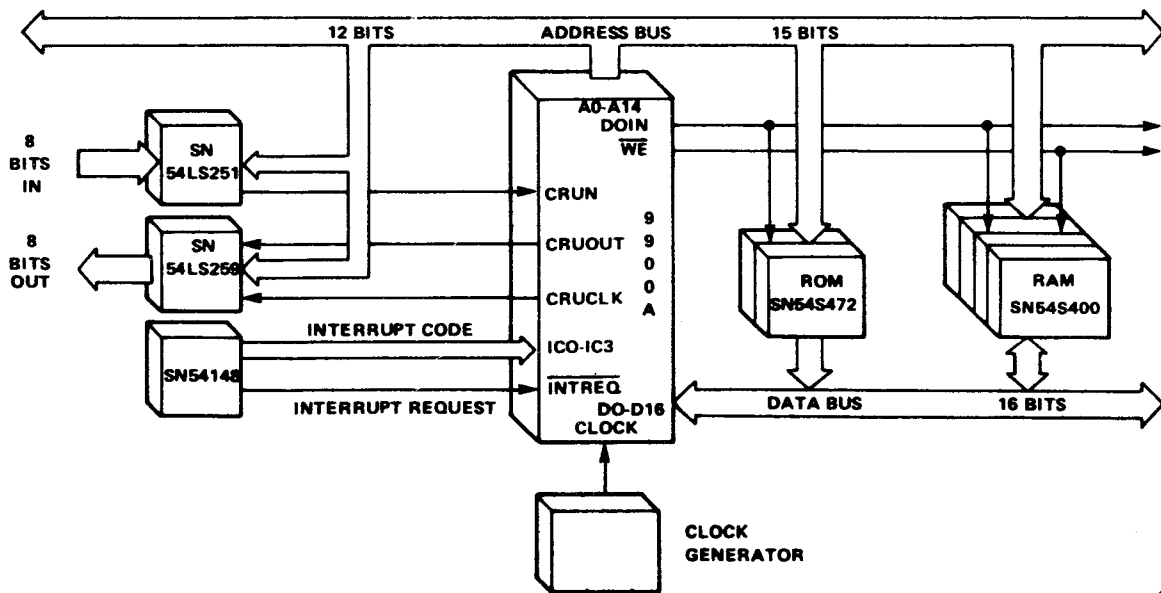 12 BITS
ADDRESS BUS
15 BITS
A0-A14
DOIN
WE
8
BITS
IN
SN
54LS251
CRUN
8
BITS
OUT
SN
54LS259
CRUOUT
9
9
0
0
A
CRUCLK
ROM
SN54S472
RAM
SN54S400
SN54148
INTERRUPT CODE
ICO-IC3
INTREQ
INTERRUPT REQUEST
DO-D16
CLOCK
DATA BUS
16 BITS
CLOCK
GENERATOR